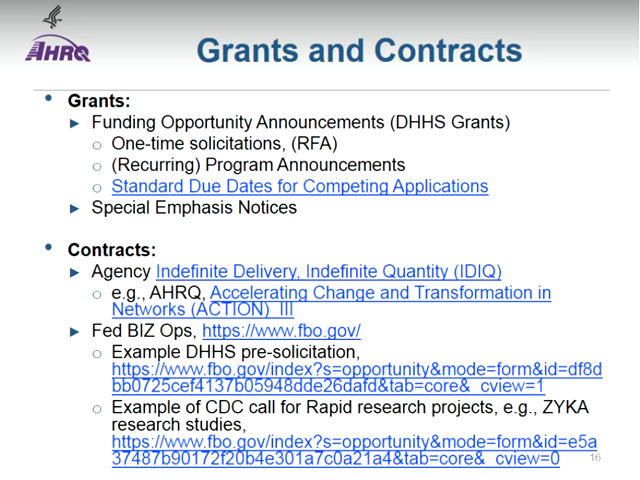 AHRQ
Grants and Contracts
Grants:
Funding Opportunity Announcements (DHHS Grants)
One-time solicitations, (RFA)
(Recurring) Program Announcements
Standard Due Dates for Competing Applications
Special Emphasis Notices
Contracts:
Agency Indefinite Delivery, Indefinite Quantity (IDIQ)
e.g., AHRQ, Accelerating Change and Transformation in
Networks (ACTION) III
Fed BIZ Ops, https://www.fbo.gov/
Example DHHS pre-solicitation,
https://www.fbo.gov/index?s=opportunity&mode=form&id=df8d
bb0725cef4137b05948dde26dafd&tab=core&_cview=1
Example of CDC call for Rapid research projects, e.g., ZYKA
research studies,
https://www.fbo.gov/index?s=opportunity&mode=form&id=e5a
37487b90172f20b4e301a7c0a21a4&tab=core&_cview=0
16